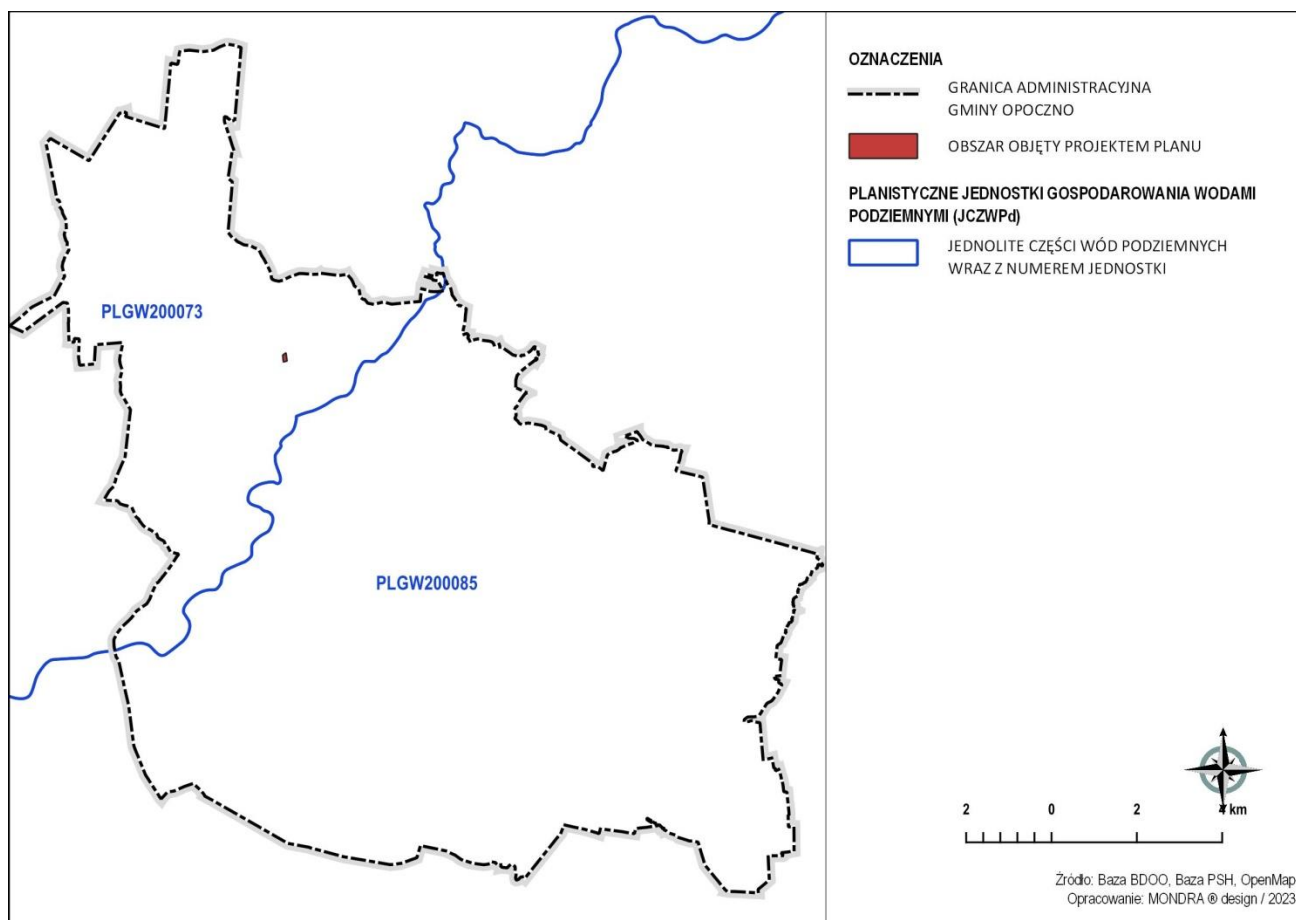 OZNACZENIA
GRANICA ADMINISTRACYJNA
GMINY OPOCZNO
OBSZAR OBJĘTY PROJEKTEM PLANU
PLANISTYCZNE JEDNOSTKI GOSPODAROWANIA WODAMI
PODZIEMNYMI (JCZWPd)
JEDNOLITE CZĘŚCI WÓD PODZIEMNYCH
WRAZ Z NUMEREM JEDNOSTKI
PLGW200073
PLGW200085
2 0 2 4 km
Źródło: Baza BDOO, Baza PSH, OpenMap
Opracowanie: MONDRA ® design / 2023